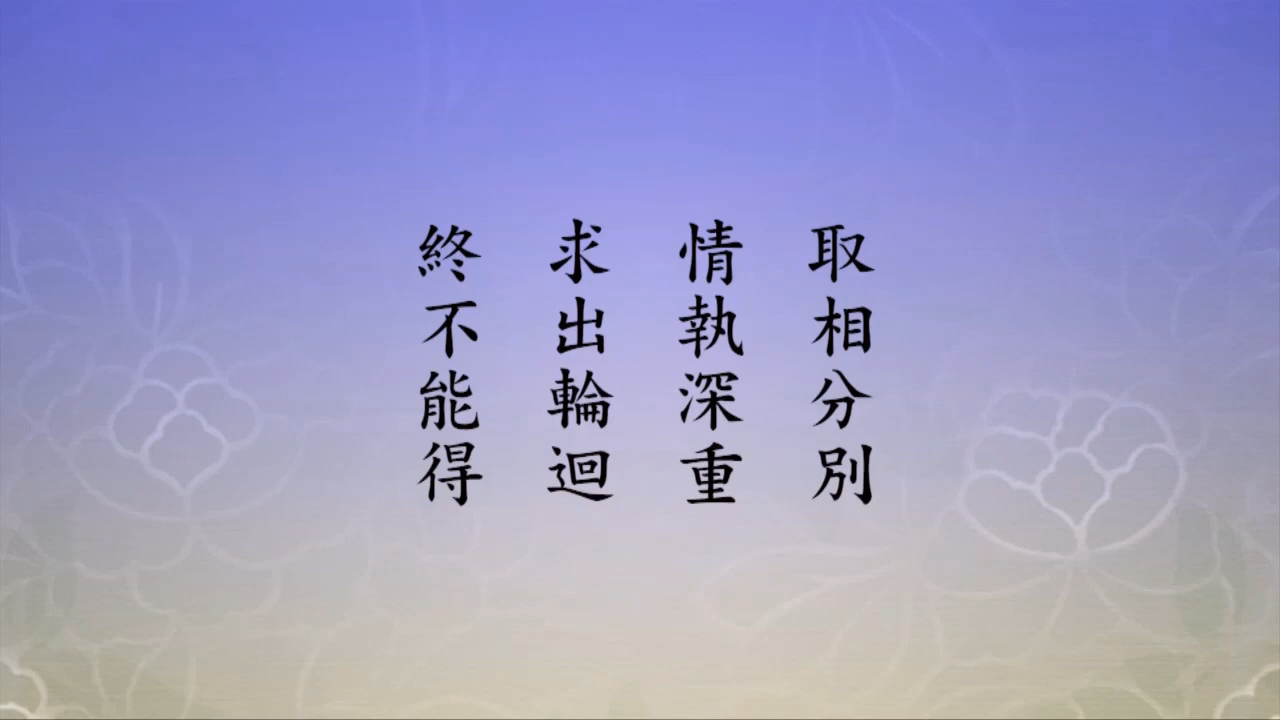 取相分別
情執深重
求出輪迴
終不能得